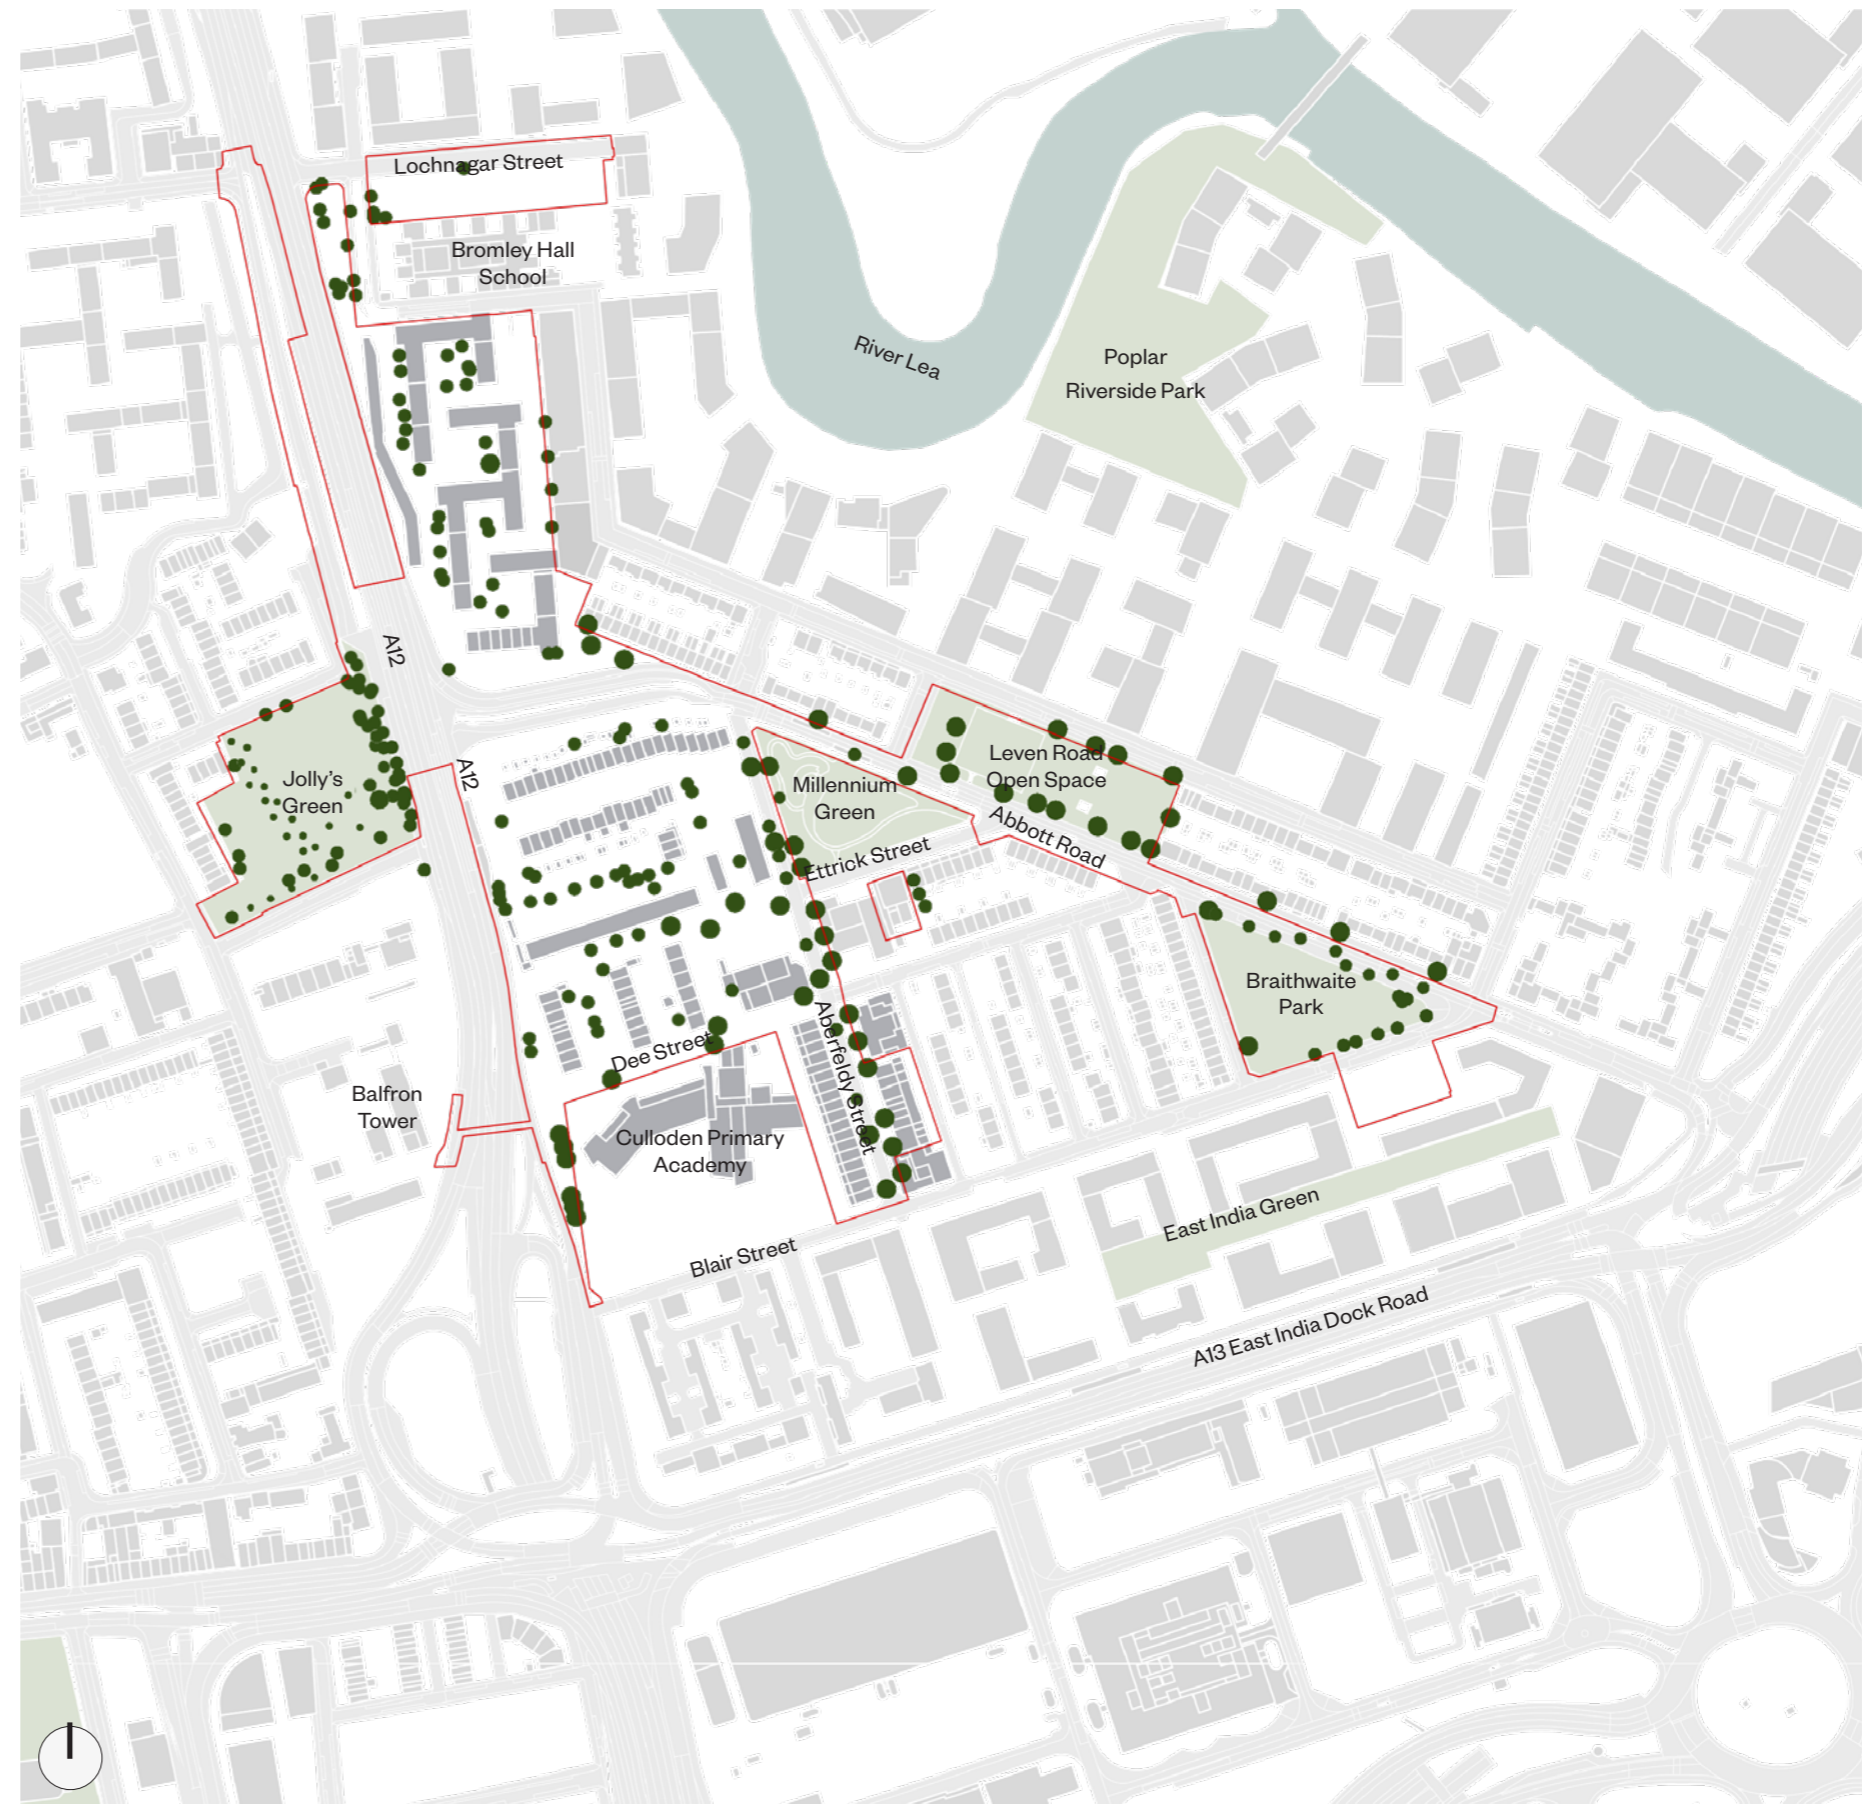 Lochnagar Street
Bromley Hall
School
River Lea
Poplar
Riverside Park
A12
A12
Jolly's
Green
Millennium
Green
Leven Road
Open Space
Abbott Road
Ettrick Street
Braithwaite
Park
Aberfeldy Street
Dee Street
Balfron
Tower
Culloden Primary
Academy
East India Green
Blair Street
A13 East India Dock Road